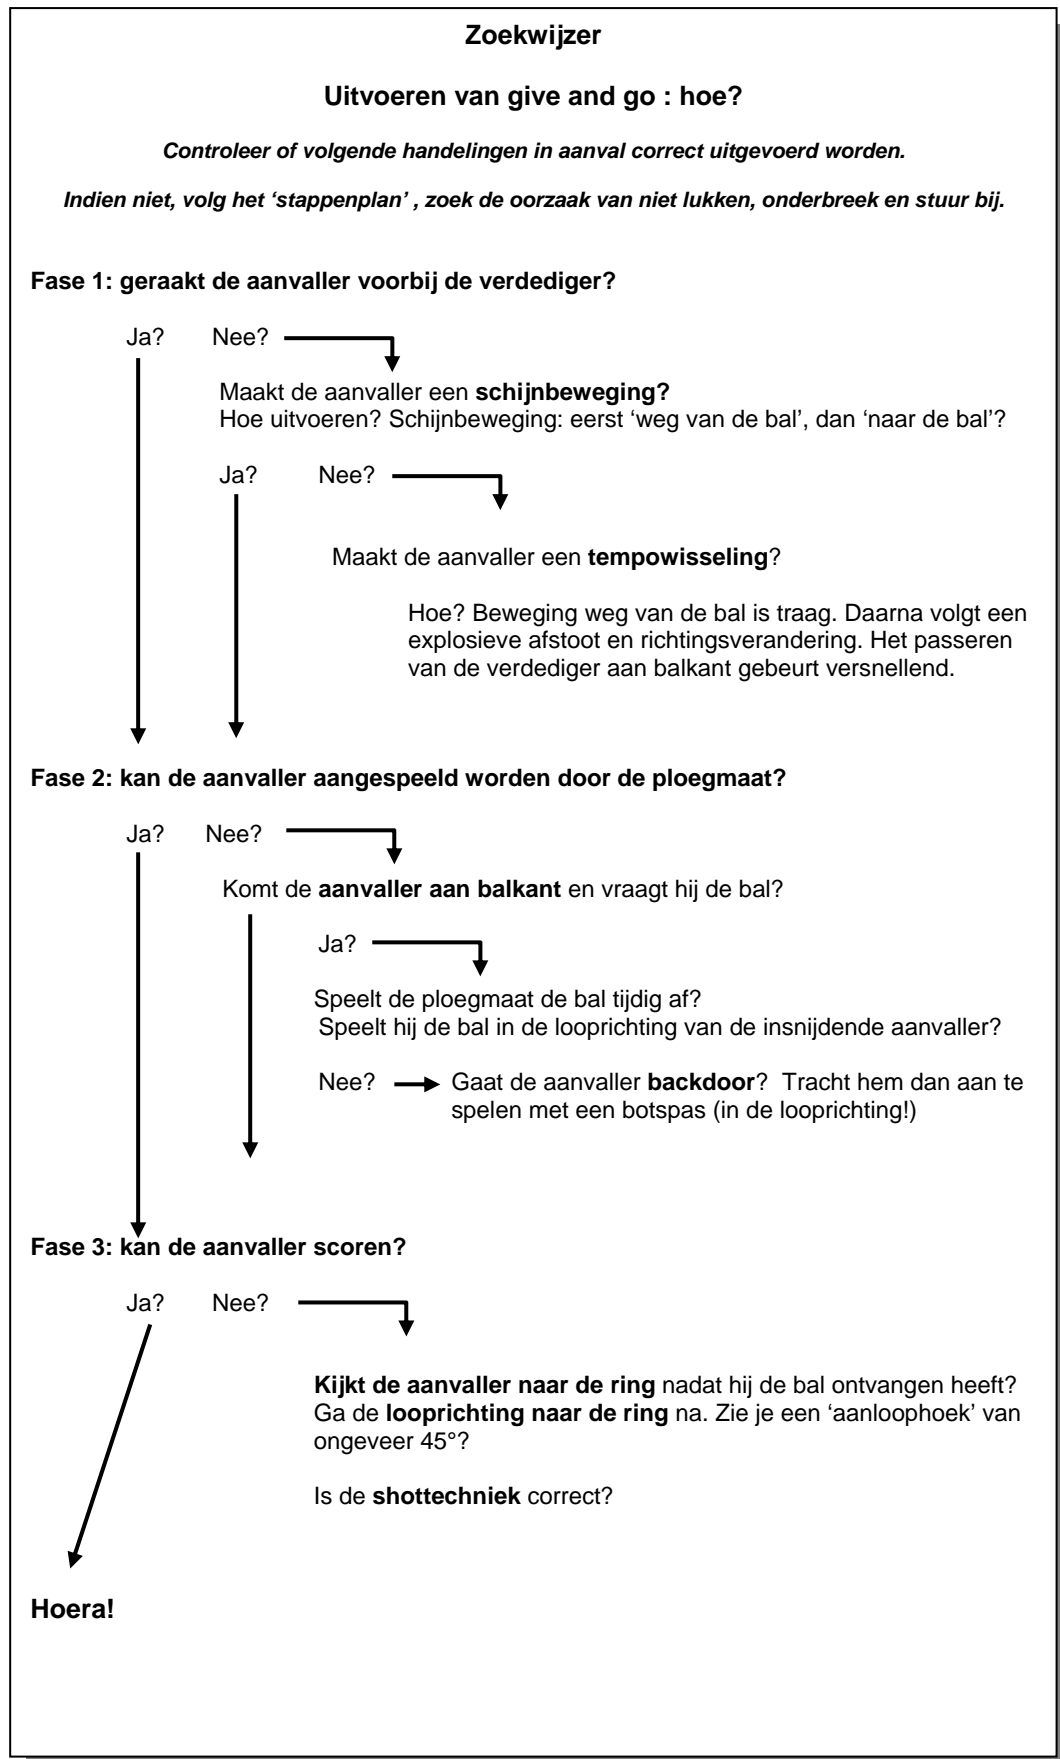 Zoekwijzer
Uitvoeren van give and go : hoe?
Controleer of volgende handelingen in aanval correct uitgevoerd worden.
Indien niet, volg het ‘stappenplan’ , zoek de oorzaak van niet lukken, onderbreek en stuur bij.
Fase 1: geraakt de aanvaller voorbij de verdediger?
Ja? Nee?
Maakt de aanvaller een schijnbeweging?
Hoe uitvoeren? Schijnbeweging: eerst ‘weg van de bal’, dan ‘naar de bal’?
Ja? Nee?
Maakt de aanvaller een tempowisseling?
Hoe? Beweging weg van de bal is traag. Daarna volgt een
explosieve afstoot en richtingsverandering. Het passeren
van de verdediger aan balkant gebeurt versnellend.
Fase 2: kan de aanvaller aangespeeld worden door de ploegmaat?
Ja? Nee?
Komt de aanvaller aan balkant en vraagt hij de bal?
Ja?
Speelt de ploegmaat de bal tijdig af?
Speelt hij de bal in de looprichting van de insnijdende aanvaller?
Nee? Gaat de aanvaller backdoor? Tracht hem dan aan te
spelen met een botspas (in de looprichting!)
Fase 3: kan de aanvaller scoren?
Ja? Nee?
Kijkt de aanvaller naar de ring nadat hij de bal ontvangen heeft?
Ga de looprichting naar de ring na. Zie je een ‘aanloophoek’ van
ongeveer 45°?
Is de shottechniek correct?
Hoera!